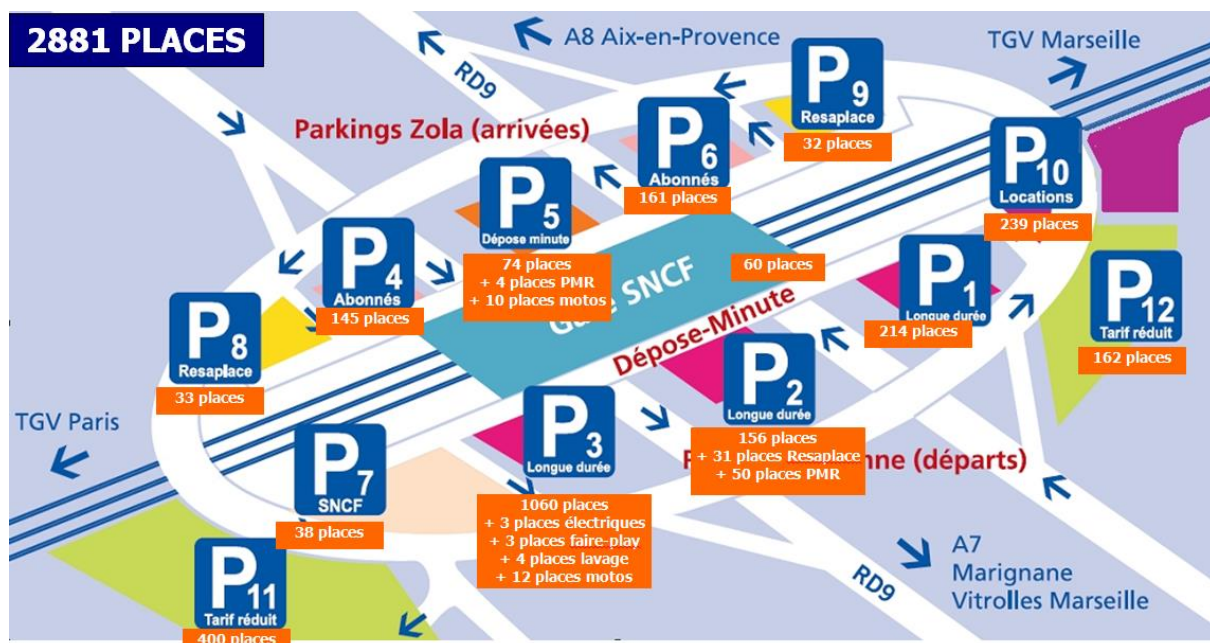 2881 PLACES
A8 Aix-en-Provence
TGV Marseille
RD9
Parkings Zola (arrivées)
P9
Resaplace
32 places
P6
Abonnés
161 places
P10
Locations
239 places
P5
Dépose minute
74 places
+ 4 places PMR
+ 10 places motos
P4
Abonnés
145 places
Gare SNCF
60 places
Dépose-Minute
P1
Longue durée
214 places
P12
Tarif réduit
162 places
P8
Resaplace
33 places
P2
Longue durée
156 places
+ 31 places Resaplace
+ 50 places PMR
(départs)
TGV Paris
P3
Longue durée
1060 places
+ 3 places électriques
+ 3 places faire-play
+ 4 places lavage
+ 12 places motos
P7
SNCF
38 places
P11
Tarif réduit
400 places
RD9
A7
Marignane
Vitrolles Marseille